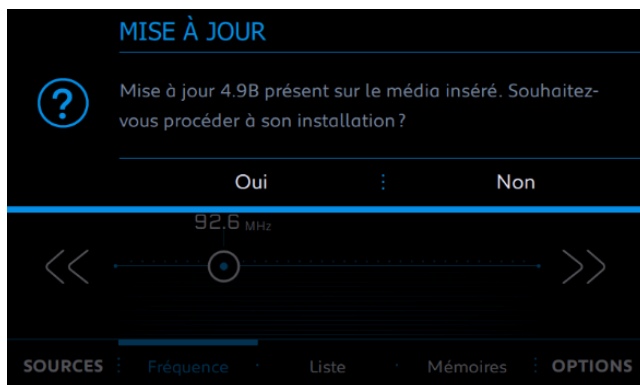 MISE À JOUR
Mise à jour 4.9B présent sur le média inséré. Souhaitez-
vous procéder à son installation ?
Oui
Non
92.6 MHz
SOURCES
Fréquence
Liste
Mémoires
OPTIONS